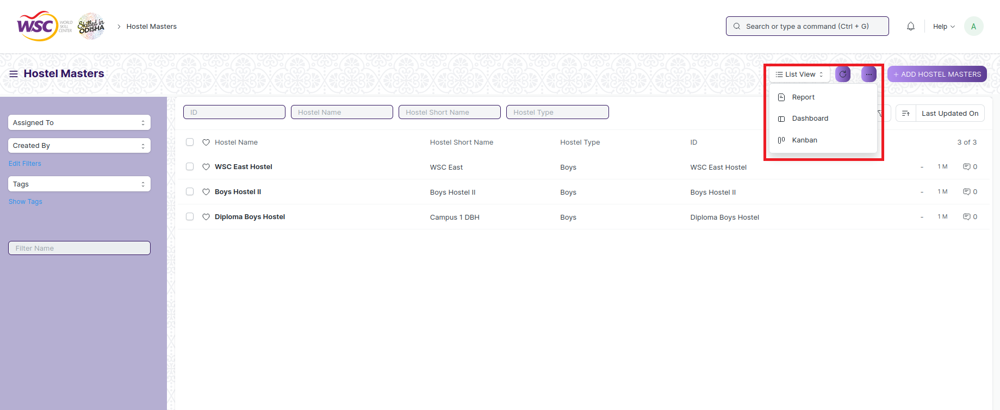 WSC WORLD SKILL CENTER Skilled in ODISHA Hostel Masters Search or type a command (Ctrl + G) Help A
Hostel Masters List View + ADD HOSTEL MASTERS
Report
Dashboard
Kanban
Assigned To
Created By
Edit Filters
Tags
Show Tags
Filter Name
ID Hostel Name Hostel Short Name Hostel Type Last Updated On
Hostel Name Hostel Short Name Hostel Type ID 3 of 3
WSC East Hostel WSC East Boys WSC East Hostel - 1 M 0
Boys Hostel II Boys Hostel II Boys Boys Hostel II - 1 M 0
Diploma Boys Hostel Campus 1 DBH Boys Diploma Boys Hostel - 1 M 0